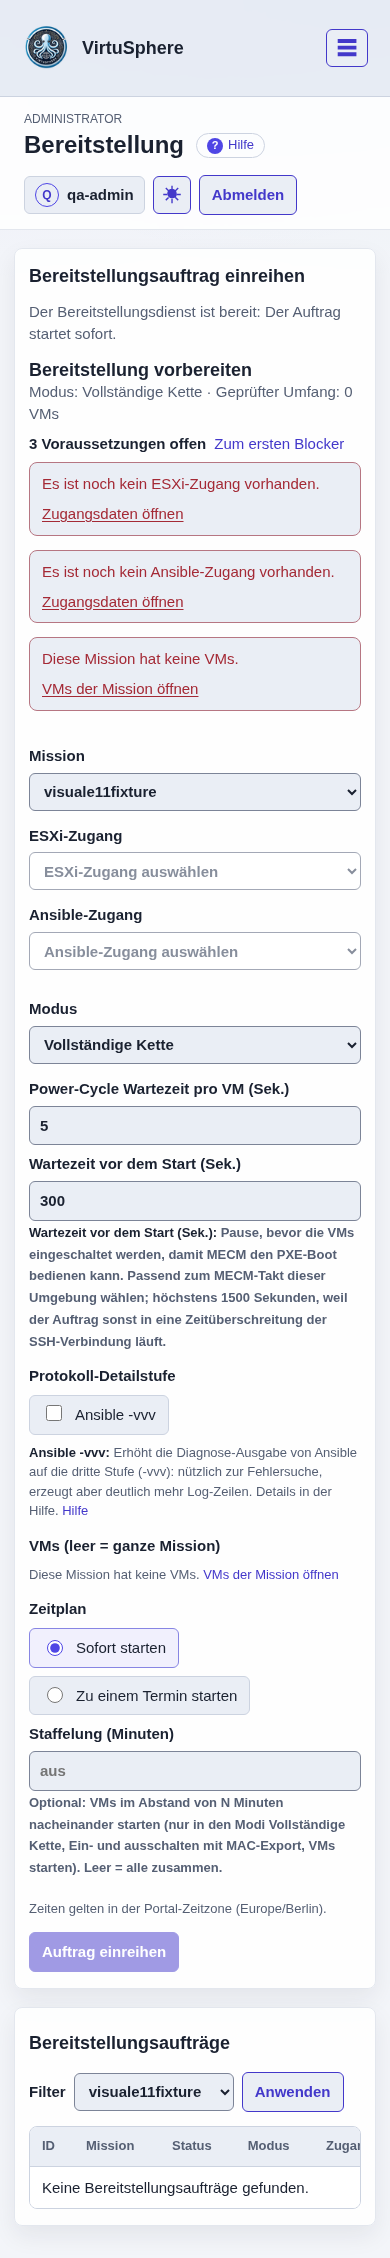 VirtuSphere
ADMINISTRATOR
Bereitstellung
? Hilfe
Q qa-admin
Abmelden
Bereitstellungsauftrag einreihen
Der Bereitstellungsdienst ist bereit: Der Auftrag
startet sofort.
Bereitstellung vorbereiten
Modus: Vollständige Kette · Geprüfter Umfang: 0
VMs
3 Voraussetzungen offen Zum ersten Blocker
Es ist noch kein ESXi-Zugang vorhanden.
Zugangsdaten öffnen
Es ist noch kein Ansible-Zugang vorhanden.
Zugangsdaten öffnen
Diese Mission hat keine VMs.
VMs der Mission öffnen
Mission
visuale11fixture
ESXi-Zugang
ESXi-Zugang auswählen
Ansible-Zugang
Ansible-Zugang auswählen
Modus
Vollständige Kette
Power-Cycle Wartezeit pro VM (Sek.)
5
Wartezeit vor dem Start (Sek.)
300
Wartezeit vor dem Start (Sek.): Pause, bevor die VMs
eingeschaltet werden, damit MECM den PXE-Boot
bedienen kann. Passend zum MECM-Takt dieser
Umgebung wählen; höchstens 1500 Sekunden, weil
der Auftrag sonst in eine Zeitüberschreitung der
SSH-Verbindung läuft.
Protokoll-Detailstufe
Ansible -vvv
Ansible -vvv: Erhöht die Diagnose-Ausgabe von Ansible
auf die dritte Stufe (-vvv): nützlich zur Fehlersuche,
erzeugt aber deutlich mehr Log-Zeilen. Details in der
Hilfe. Hilfe
VMs (leer = ganze Mission)
Diese Mission hat keine VMs. VMs der Mission öffnen
Zeitplan
Sofort starten
Zu einem Termin starten
Staffelung (Minuten)
aus
Optional: VMs im Abstand von N Minuten
nacheinander starten (nur in den Modi Vollständige
Kette, Ein- und ausschalten mit MAC-Export, VMs
starten). Leer = alle zusammen.
Zeiten gelten in der Portal-Zeitzone (Europe/Berlin).
Auftrag einreihen
Bereitstellungsaufträge
Filter visuale11fixture Anwenden
ID Mission Status Modus
Keine Bereitstellungsaufträge gefunden.